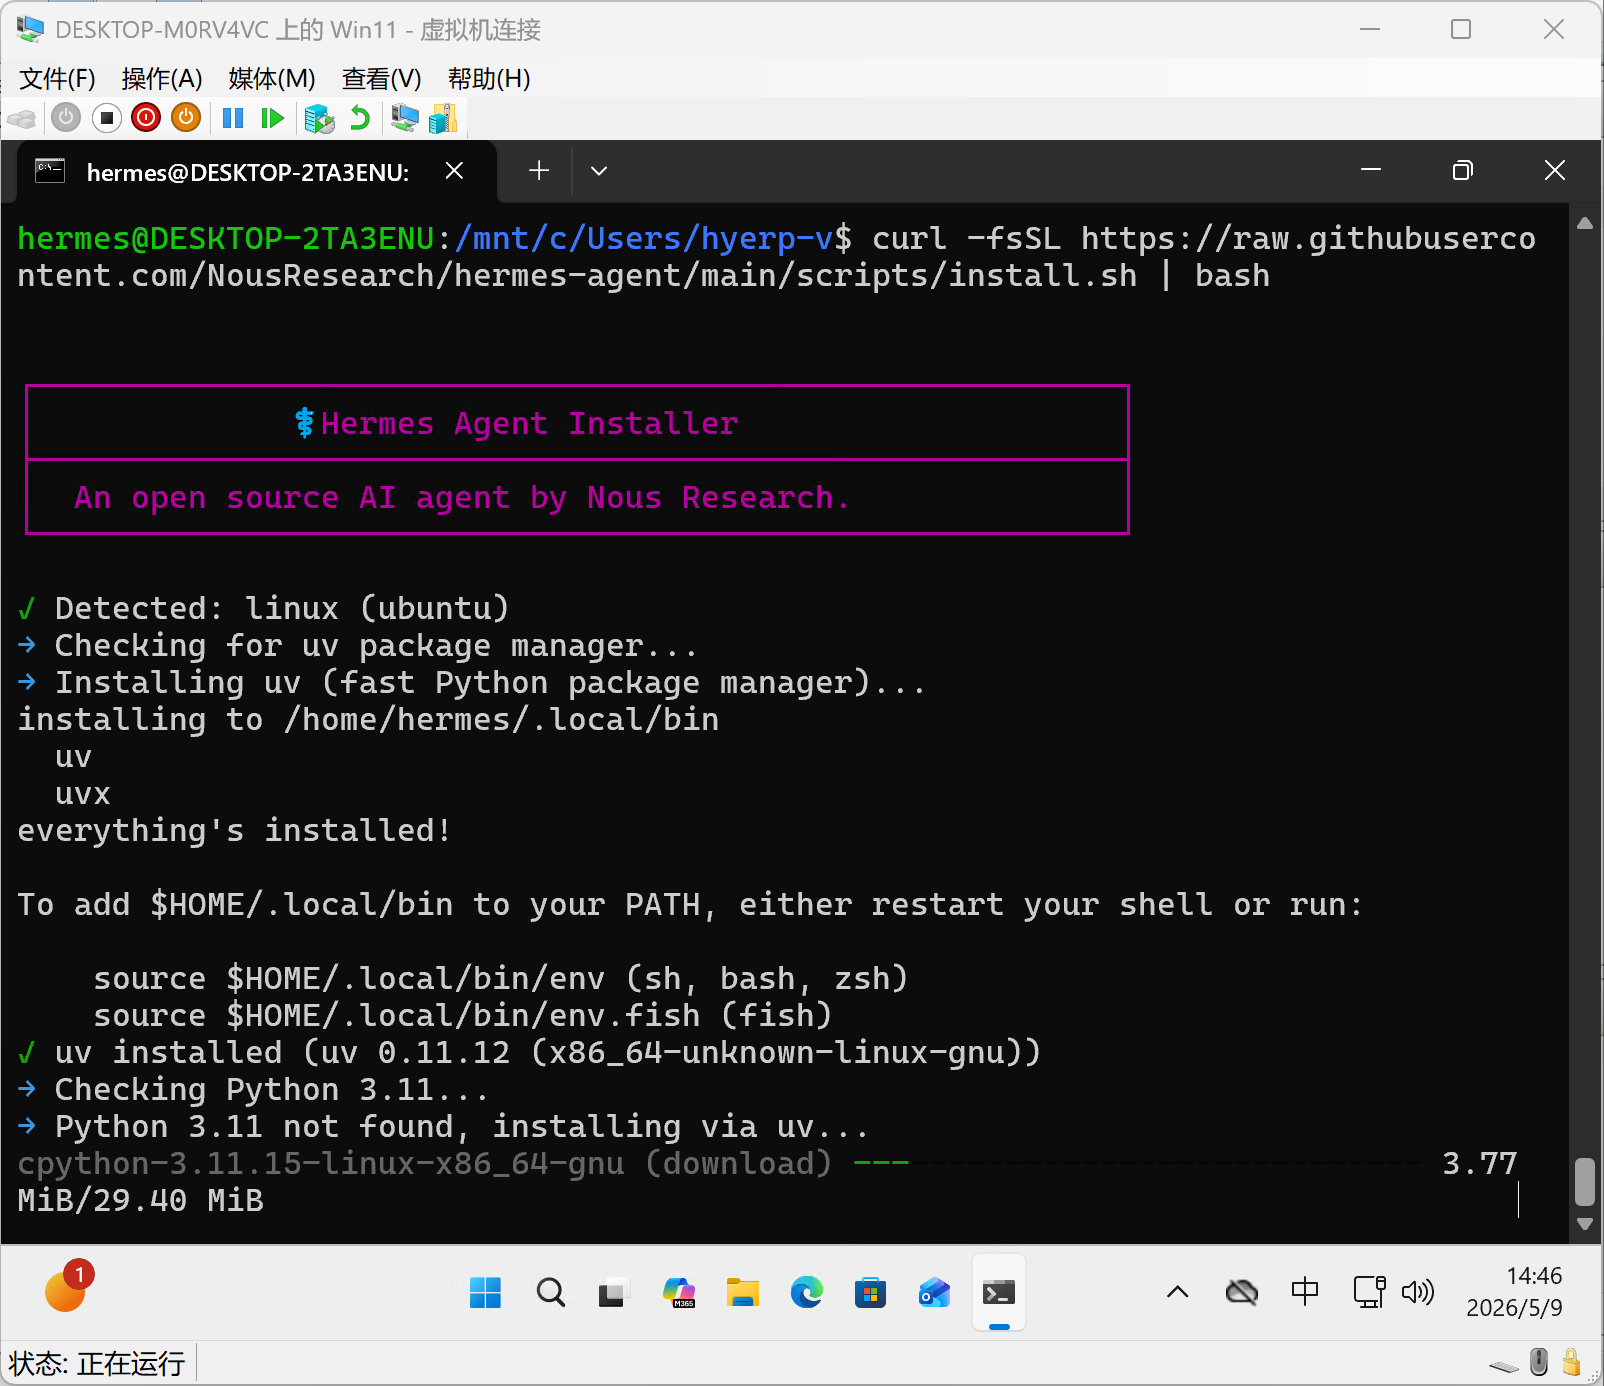 DESKTOP-M0RV4VC 上的 Win11 - 虚拟机连接
文件(F) 操作(A) 媒体(M) 查看(V) 帮助(H)
hermes@DESKTOP-2TA3ENU:
hermes@DESKTOP-2TA3ENU:/mnt/c/Users/hyerp-v$ curl -fsSL https://raw.githubuserco
ntent.com/NousResearch/hermes-agent/main/scripts/install.sh | bash
⚕Hermes Agent Installer
An open source AI agent by Nous Research.
✓ Detected: linux (ubuntu)
→ Checking for uv package manager...
→ Installing uv (fast Python package manager)...
installing to /home/hermes/.local/bin
uv
uvx
everything's installed!
To add $HOME/.local/bin to your PATH, either restart your shell or run:
source $HOME/.local/bin/env (sh, bash, zsh)
source $HOME/.local/bin/env.fish (fish)
✓ uv installed (uv 0.11.12 (x86_64-unknown-linux-gnu))
→ Checking Python 3.11...
→ Python 3.11 not found, installing via uv...
cpython-3.11.15-linux-x86_64-gnu (download) --- 3.77
MiB/29.40 MiB
1
M365
中
14:46
2026/5/9
状态: 正在运行